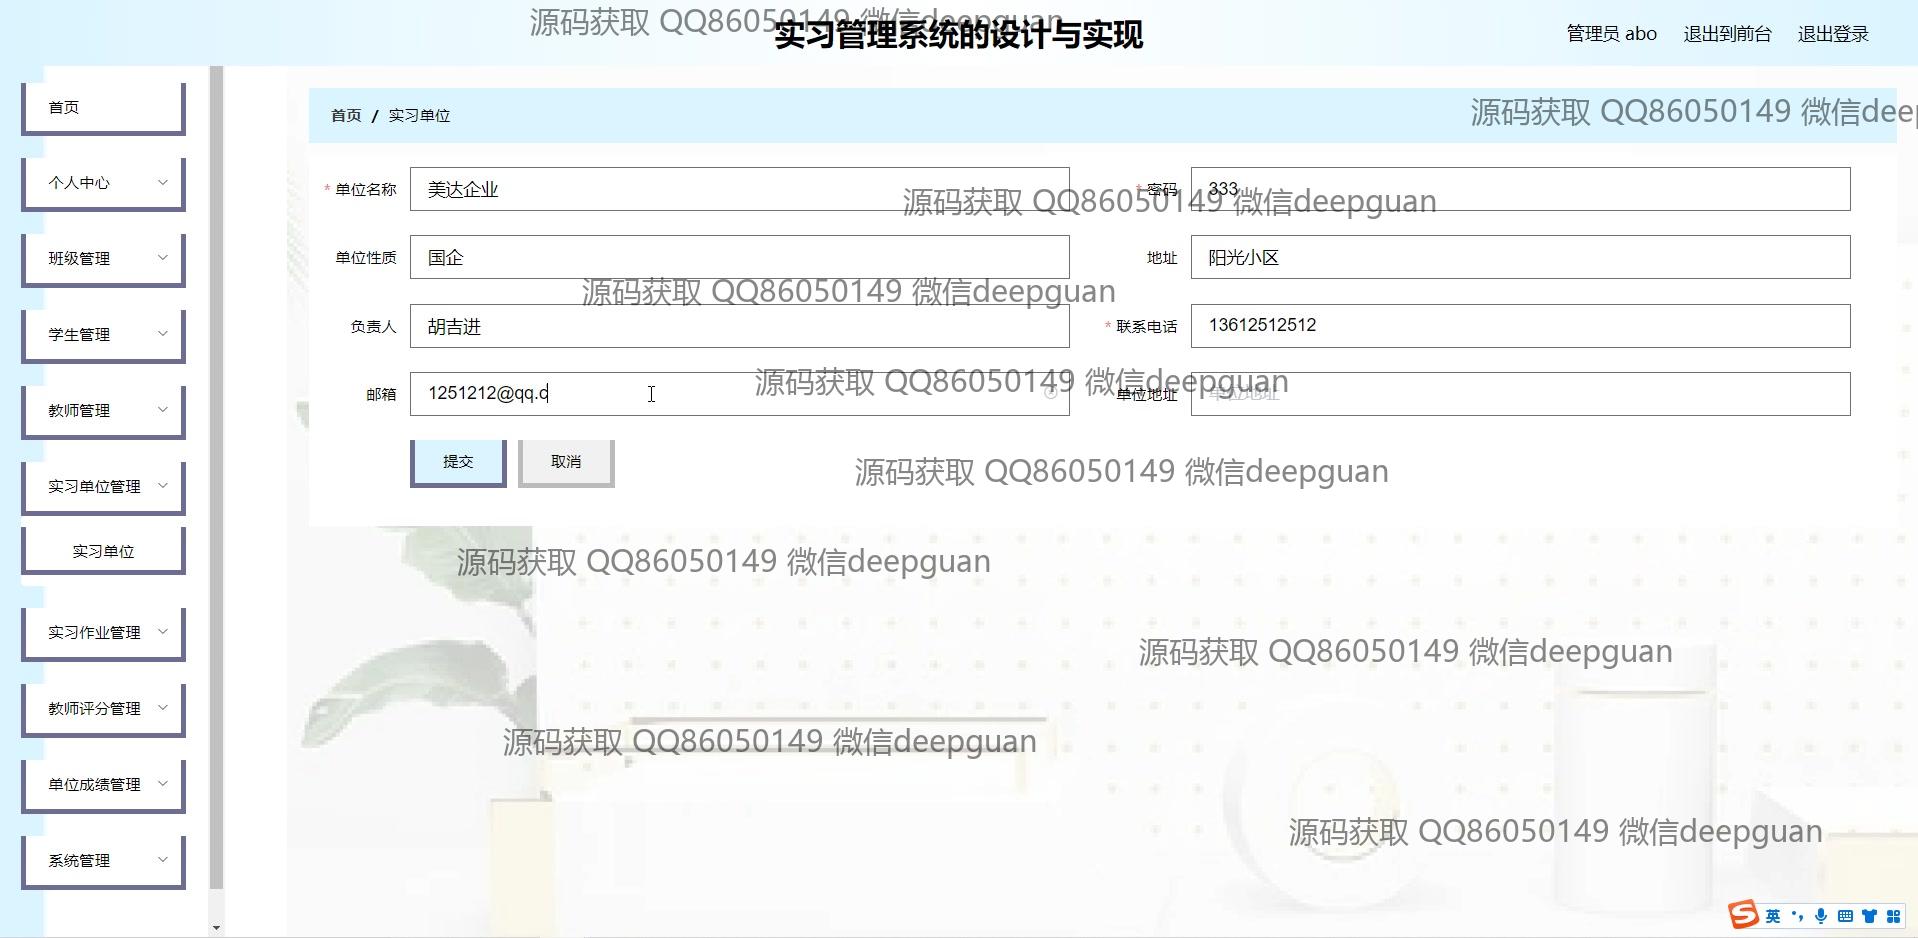 实习管理系统的设计与实现
管理员 abo 退出到前台 退出登录
源码获取 QQ86050149 微信deepguan
首页
个人中心
班级管理
学生管理
教师管理
实习单位管理
实习单位
实习作业管理
教师评分管理
单位成绩管理
系统管理
首页 / 实习单位
源码获取 QQ86050149 微信deep
* 单位名称 美达企业 * 密码 333
源码获取 QQ86050149 微信deepguan
单位性质 国企 地址 阳光小区
源码获取 QQ86050149 微信deepguan
负责人 胡吉进 * 联系电话 13612512512
源码获取 QQ86050149 微信deepguan
邮箱 1251212@qq.c 单位地址 单位地址
提交 取消
源码获取 QQ86050149 微信deepguan
源码获取 QQ86050149 微信deepguan
源码获取 QQ86050149 微信deepguan
源码获取 QQ86050149 微信deepguan
源码获取 QQ86050149 微信deepguan
英